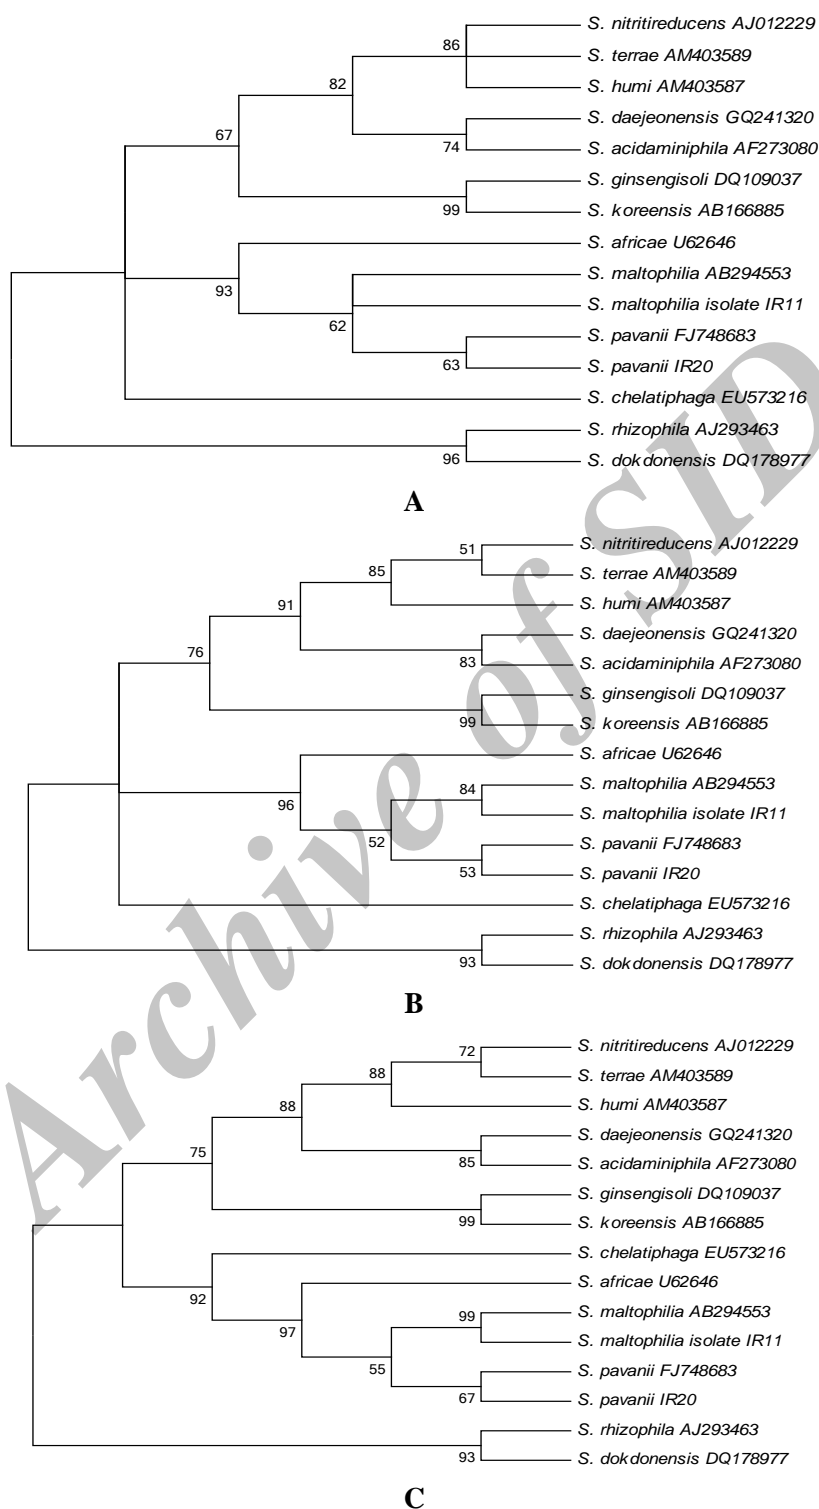 S. nitritireducens AJ012229
86
S. terrae AM403589
82
S. humi AM403587
S. daejeonensis GQ241320
67
74
S. acidaminiphila AF273080
S. ginsengisoli DQ109037
99
S. koreensis AB166885
S. africae U62646
S. maltophilia AB294553
93
S. maltophilia isolate IR11
62
S. pavanii FJ748683
63
S. pavanii IR20
S. chelatiphaga EU573216
S. rhizophila AJ293463
96
S. dokdonensis DQ178977
A
51
S. nitritireducens AJ012229
85
S. terrae AM403589
91
S. humi AM403587
S. daejeonensis GQ241320
76
83
S. acidaminiphila AF273080
S. ginsengisoli DQ109037
99
S. koreensis AB166885
S. africae U62646
84
S. maltophilia AB294553
96
S. maltophilia isolate IR11
52
S. pavanii FJ748683
53
S. pavanii IR20
S. chelatiphaga EU573216
S. rhizophila AJ293463
93
S. dokdonensis DQ178977
B
72
S. nitritireducens AJ012229
88
S. terrae AM403589
88
S. humi AM403587
S. daejeonensis GQ241320
75
85
S. acidaminiphila AF273080
S. ginsengisoli DQ109037
99
S. koreensis AB166885
S. chelatiphaga EU573216
92
S. africae U62646
99
S. maltophilia AB294553
97
S. maltophilia isolate IR11
55
S. pavanii FJ748683
67
S. pavanii IR20
S. rhizophila AJ293463
93
S. dokdonensis DQ178977
C
Archive of SID